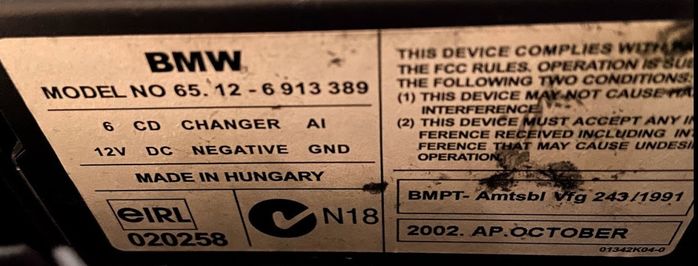 BMW
MODEL NO 65. 12 - 6 913 389
6 CD CHANGER AI
12V DC NEGATIVE GND
MADE IN HUNGARY
eIRL
020258
N18
THIS DEVICE COMPLIES WITH
THE FCC RULES. OPERATION IS
THE FOLLOWING TWO CONDITIONS
(1) THIS DEVICE MAY NOT CAUSE
INTERFERENCE
(2) THIS DEVICE MUST ACCEPT ANY
FERENCE RECEIVED INCLUDING
FERENCE THAT MAY CAUSE
OPERATION
BMPT- Amtsbl Vfg 243/1991
2002. AP.OCTOBER
01342K04-0